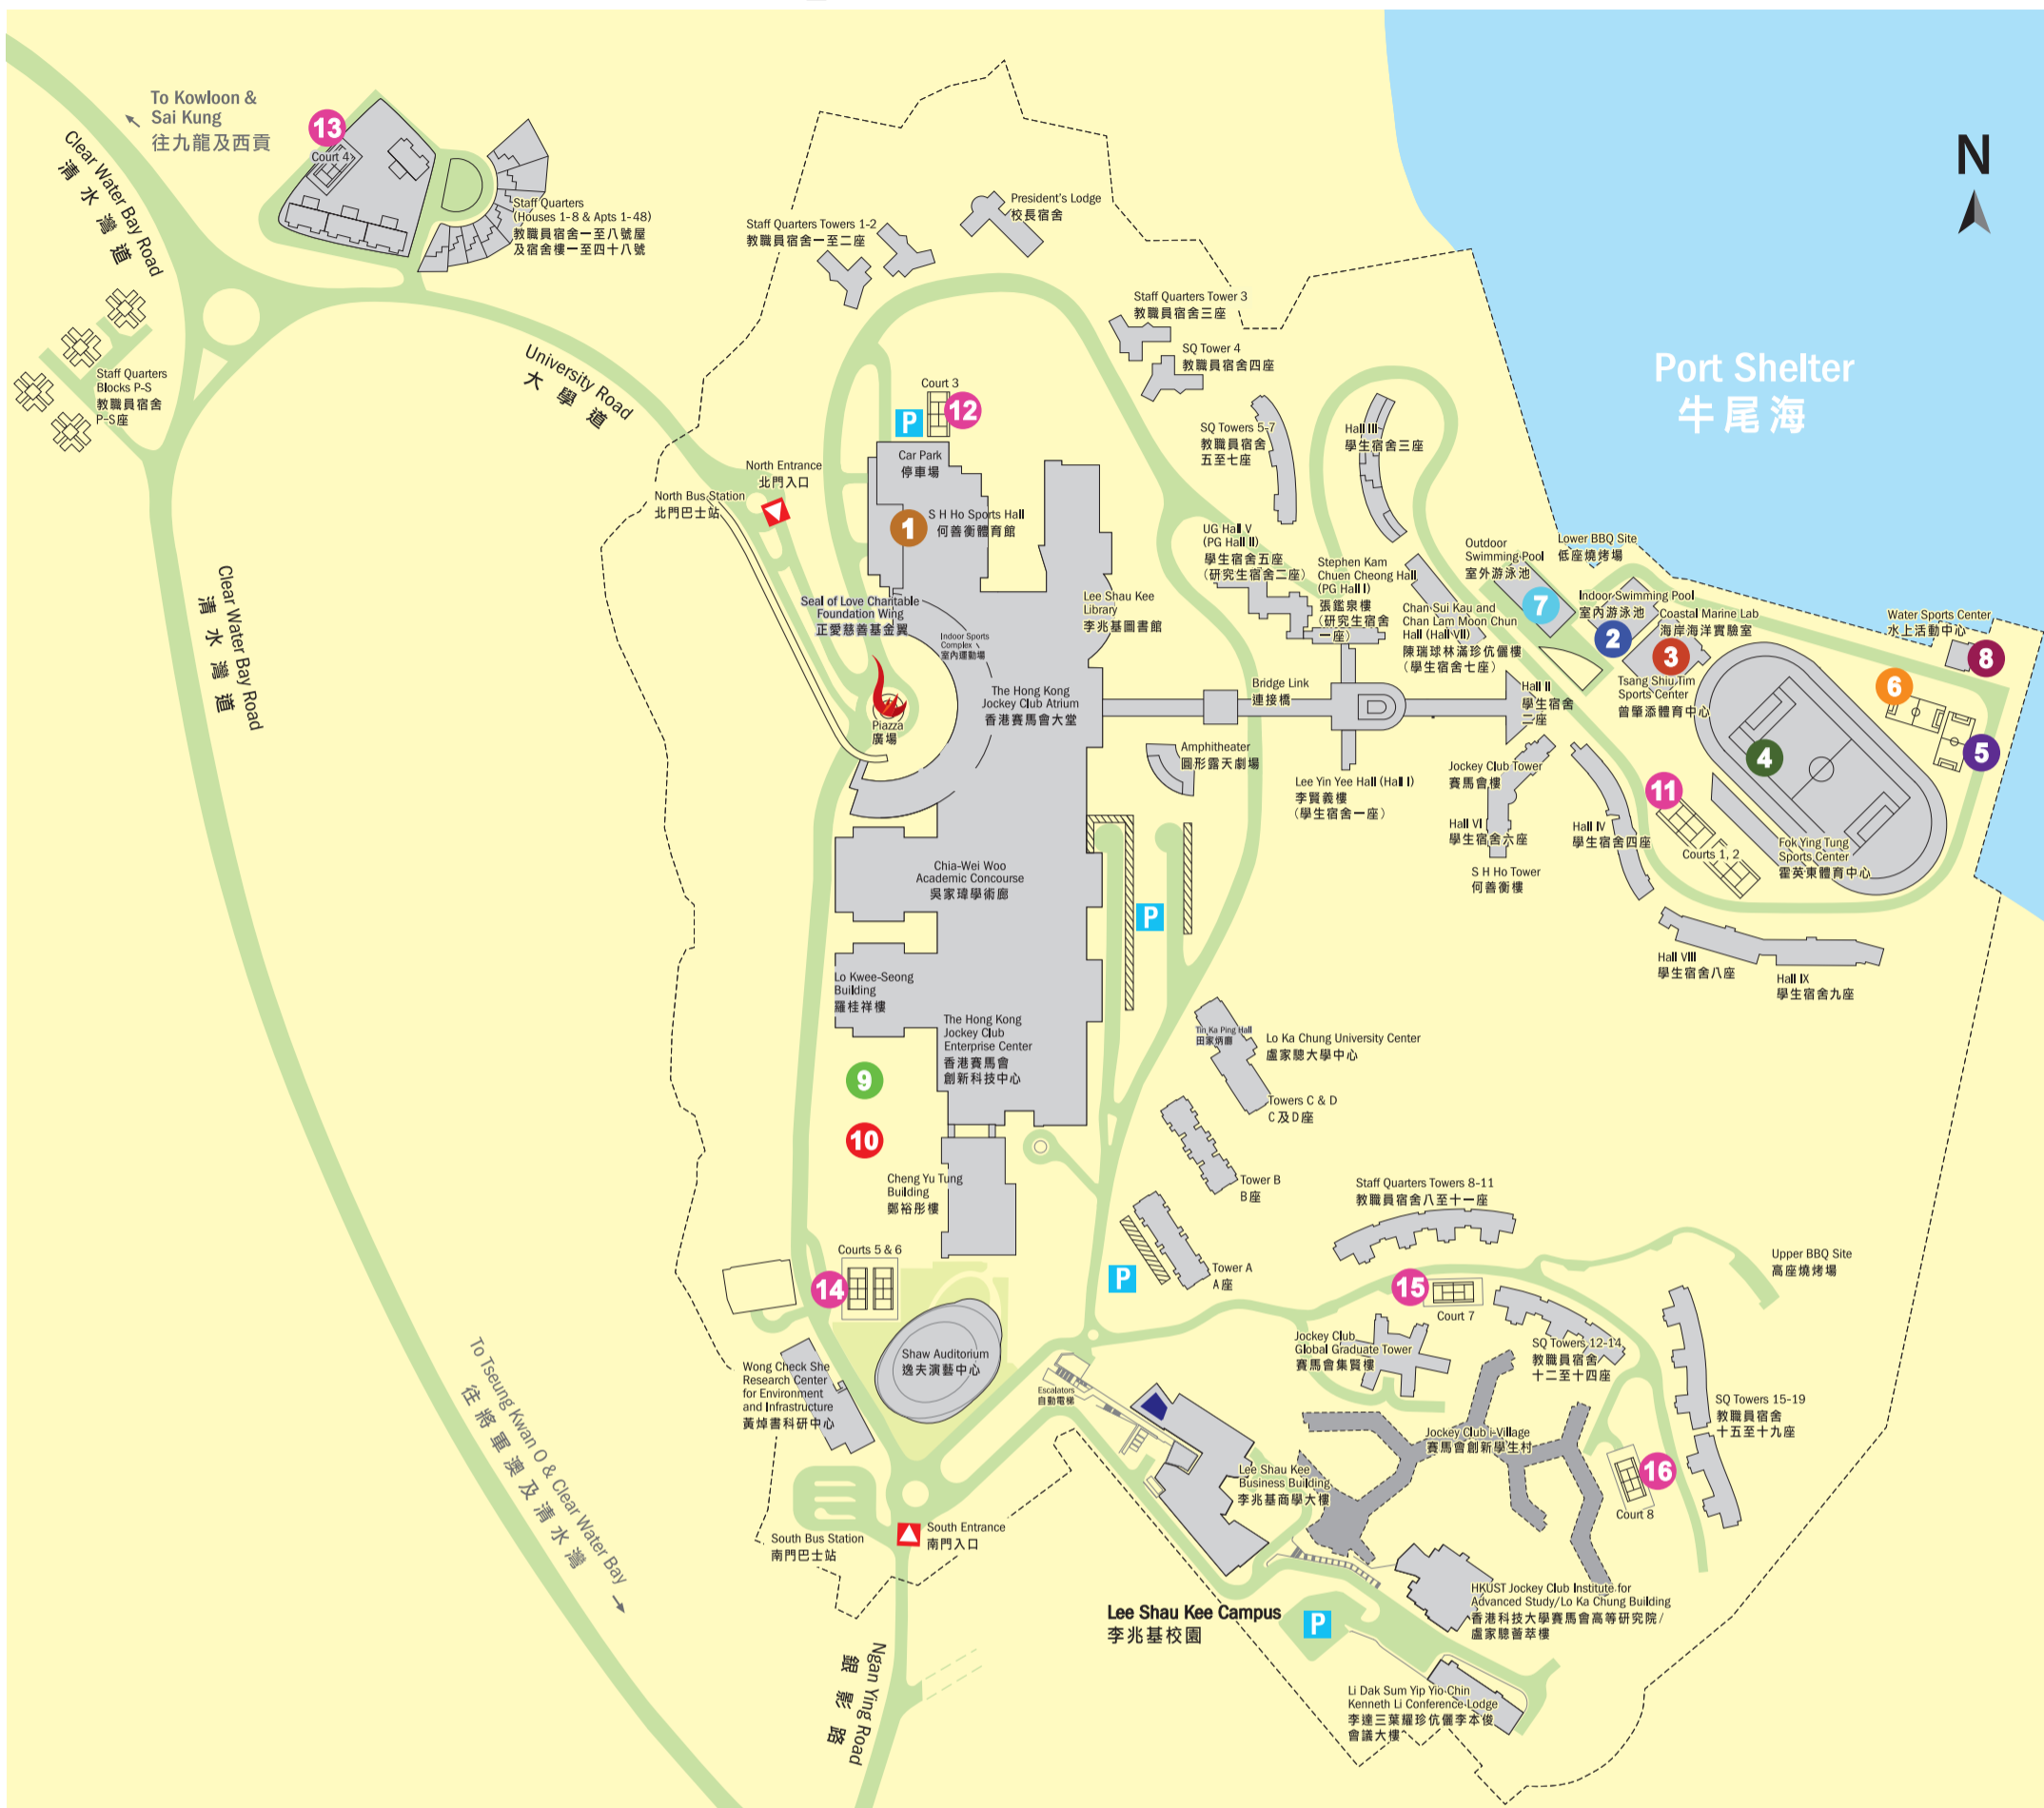 To Kowloon &
Sai Kung
往九龍及西貢
Clear Water Bay Road
清水灣道
13
Court 4
Staff Quarters
(Houses 1-8 & Apts 1-48)
教職員宿舍一至八號屋
及宿舍樓一至四十八號
Staff Quarters
Blocks P-S
教職員宿舍
P-S座
University Road
大學道
Staff Quarters Towers 1-2
教職員宿舍一至二座
President's Lodge
校長宿舍
N
Port Shelter
牛尾海
Staff Quarters Tower 3
教職員宿舍三座
SQ Tower 4
教職員宿舍四座
Court 3
12
P
Car Park
停車場
SQ Towers 5-7
教職員宿舍
五至七座
Hall III
學生宿舍三座
North Entrance
北門入口
North Bus Station
北門巴士站
1
S H Ho Sports Hall
何善衡體育館
UG Hall V
(PG Hall II)
學生宿舍五座
(研究生宿舍二座)
Stephen Kam
Chuen Cheong Hall
(PG Hall I)
張鑑泉樓
(研究生宿舍
一座)
Outdoor
Swimming Pool
室外游泳池
7
Lower BBQ Site
低座燒烤場
Indoor Swimming Pool
室內游泳池
2
Coastal Marine Lab
海岸海洋實驗室
3
Tsang Shiu Tim
Sports Center
曾肇添體育中心
Water Sports Center
水上活動中心
8
6
5
4
Clear Water Bay Road
清水灣道
Seal of Love Charitable
Foundation Wing
正愛慈善基金翼
Indoor Sports
Complex
室內運動場
Lee Shau Kee
Library
李兆基圖書館
Chan Sui Kau and
Chan Lam Moon Chun
Hall (Hall VII)
陳瑞球林滿珍伉儷樓
(學生宿舍七座)
Piazza
廣場
The Hong Kong
Jockey Club Atrium
香港賽馬會大堂
Bridge Link
連接橋
Hall II
學生宿舍
二座
Amphitheater
圓形露天劇場
Lee Yin Yee Hall (Hall I)
李賢義樓
(學生宿舍一座)
Jockey Club Tower
賽馬會樓
Hall VI
學生宿舍六座
S H Ho Tower
何善衡樓
Hall IV
學生宿舍四座
11
Courts 1, 2
Fok Ying Tung
Sports Center
霍英東體育中心
Hall VIII
學生宿舍八座
Hall IX
學生宿舍九座
Chia-Wei Woo
Academic Concourse
吳家瑋學術廊
P
Lo Kwee-Seong
Building
羅桂祥樓
The Hong Kong
Jockey Club
Enterprise Center
香港賽馬會
創新科技中心
9
10
Tin Ka Ping Hall
田家炳廳
Lo Ka Chung University Center
盧家驄大學中心
Towers C & D
C及D座
Cheng Yu Tung
Building
鄭裕彤樓
Tower B
B座
Tower A
A座
P
Staff Quarters Towers 8-11
教職員宿舍八至十一座
Upper BBQ Site
高座燒烤場
Courts 5 & 6
14
15
Court 7
Shaw Auditorium
逸夫演藝中心
Jockey Club
Global Graduate Tower
賽馬會集賢樓
SQ Towers 12-14
教職員宿舍
十二至十四座
SQ Towers 15-19
教職員宿舍
十五至十九座
Wong Check She
Research Center
for Environment
and Infrastructure
黃焯書科研中心
Escalators
自動電梯
Jockey Club i-Village
賽馬會創新學生村
Lee Shau Kee
Business Building
李兆基商學大樓
16
Court 8
To Tseung Kwan O & Clear Water Bay
往將軍澳及清水灣
South Bus Station
南門巴士站
South Entrance
南門入口
Lee Shau Kee Campus
李兆基校園
P
HKUST Jockey Club Institute for
Advanced Study/Lo Ka Chung Building
香港科技大學賽馬會高等研究院/
盧家驄薈萃樓
Ngan Ying Road
銀影路
Li Dak Sum Yip Yio Chin
Kenneth Li Conference Lodge
李達三葉耀珍伉儷李本俊
會議大樓